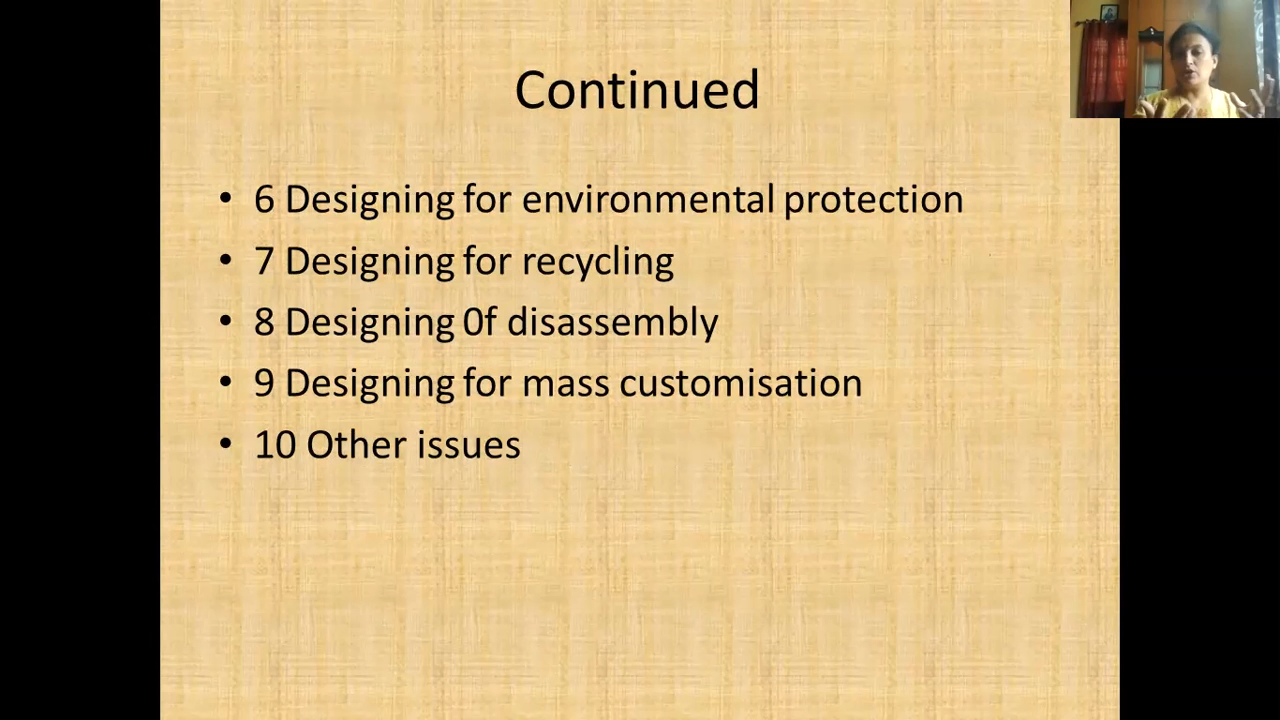 Continued
• 6 Designing for environmental protection
• 7 Designing for recycling
• 8 Designing 0f disassembly
• 9 Designing for mass customisation
• 10 Other issues